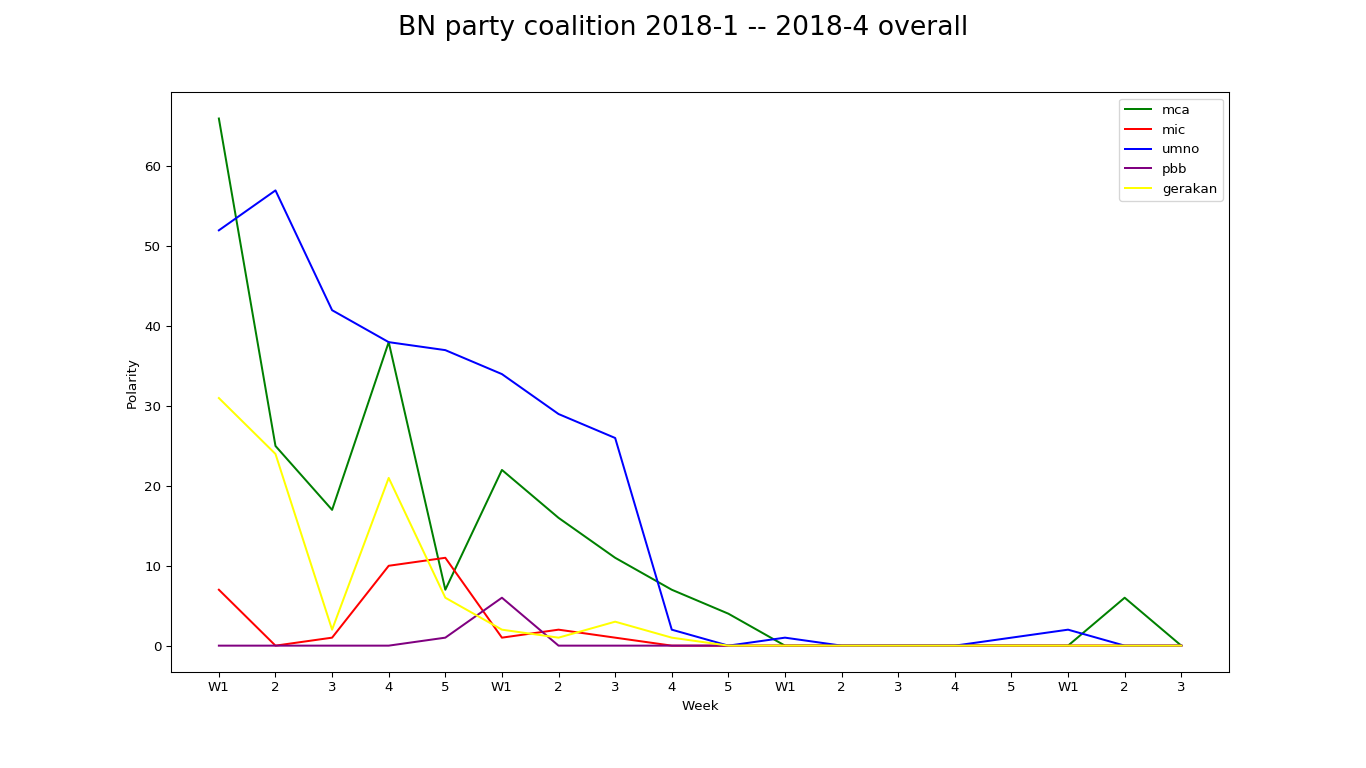 BN party coalition 2018-1 -- 2018-4 overall
mca
mic
umno
pbb
gerakan
60
50
40
30
20
10
0
Polarity
W1 2 3 4 5 W1 2 3 4 5 W1 2 3 4 5 W1 2 3
Week